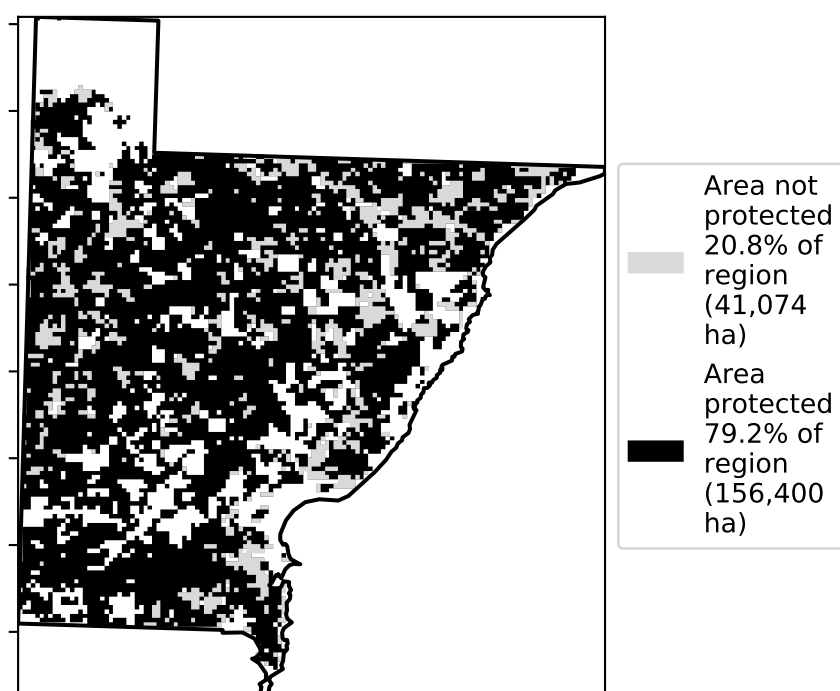 Area not
protected
20.8% of
region
(41,074
ha)
Area
protected
79.2% of
region
(156,400
ha)